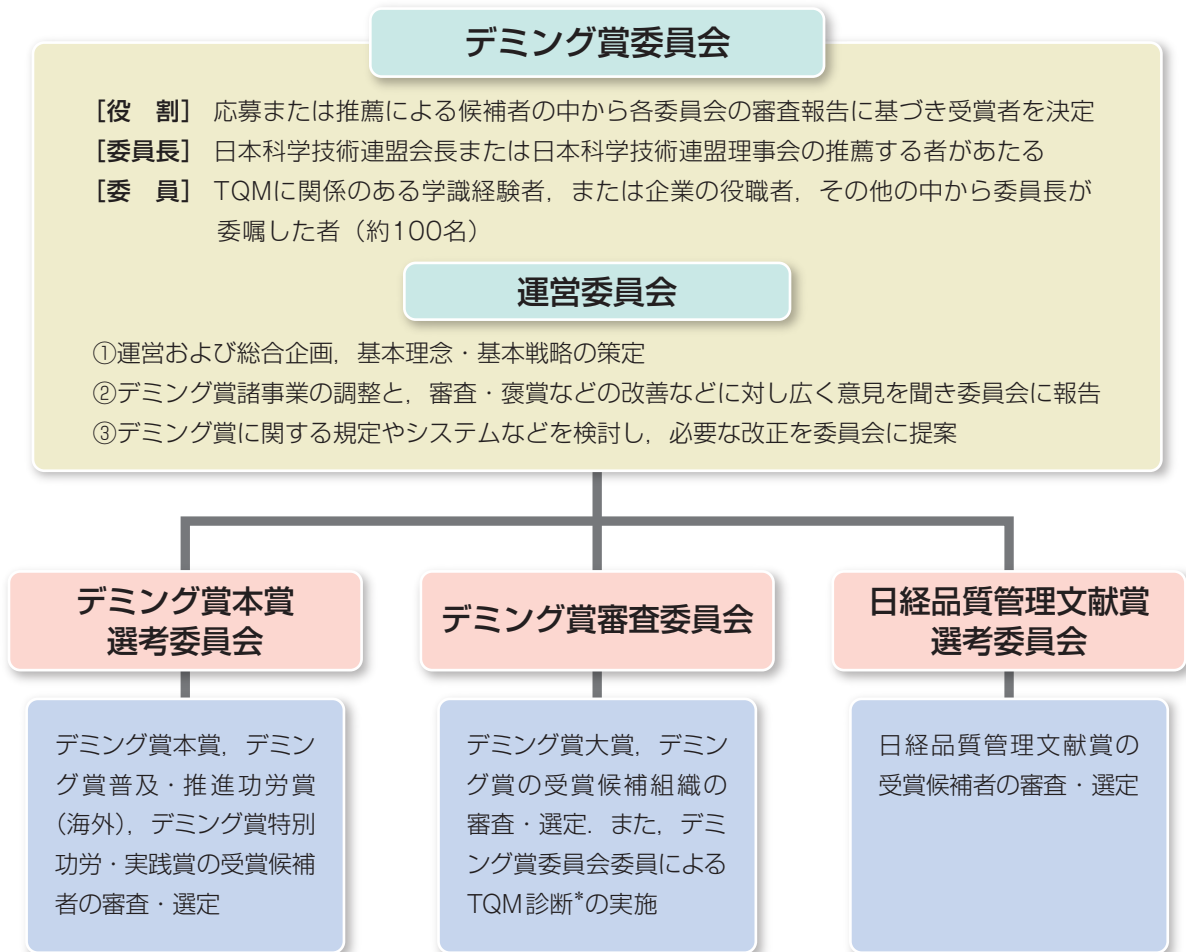 デミング賞委員会
［役　割］ 応募または推薦による候補者の中から各委員会の審査報告に基づき受賞者を決定
［委員長］ 日本科学技術連盟会長または日本科学技術連盟理事会の推薦する者があたる
［委　員］ TQMに関係のある学識経験者，または企業の役職者，その他の中から委員長が
委嘱した者（約100名）
運営委員会
①運営および総合企画，基本理念・基本戦略の策定
②デミング賞諸事業の調整と，審査・褒賞などの改善などに対し広く意見を聞き委員会に報告
③デミング賞に関する規定やシステムなどを検討し，必要な改正を委員会に提案
デミング賞本賞
選考委員会
デミング賞本賞，デミン
グ賞普及・推進功労賞
（海外），デミング賞特別
功労・実践賞の受賞候補
者の審査・選定
デミング賞審査委員会
デミング賞大賞，デミン
グ賞の受賞候補組織の
審査・選定．また，デミ
ング賞委員会委員による
TQM診断*の実施
日経品質管理文献賞
選考委員会
日経品質管理文献賞の
受賞候補者の審査・選定